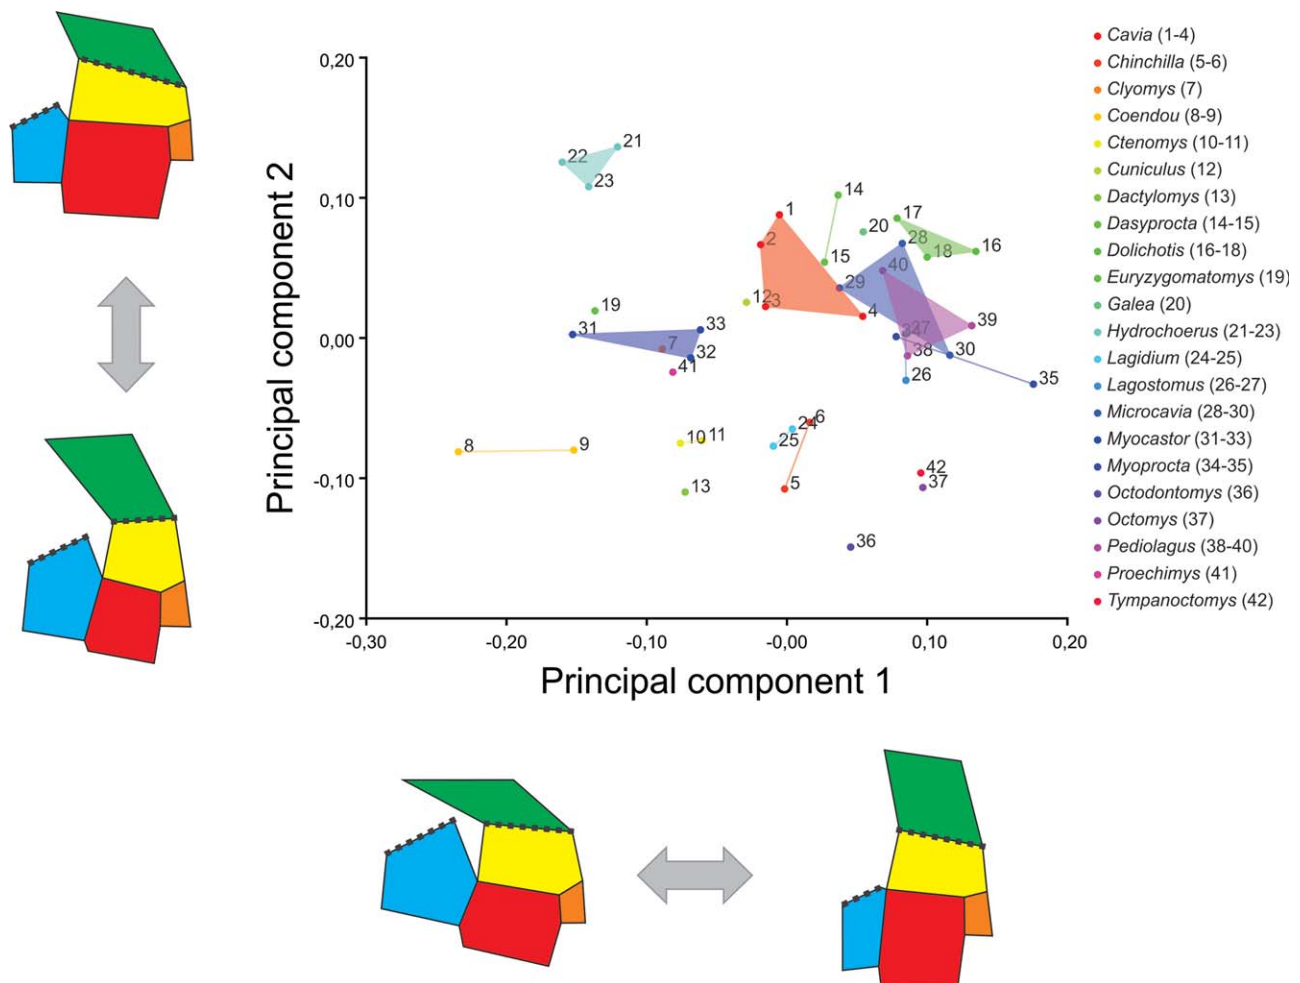 0,20
0,10
0,00
-0,10
-0,20
Principal component 2
-0,30
-0,20
-0,10
-0,00
0,10
0,20
Principal component 1
21
22
23
1
2
14
15
20
17
28
18
16
40
29
12
3
4
19
31
33
7
32
41
39
30
38
26
35
8
9
10
11
13
24
25
6
5
42
37
36
Cavia (1-4)
Chinchilla (5-6)
Clyomys (7)
Coendou (8-9)
Ctenomys (10-11)
Cuniculus (12)
Dactylomys (13)
Dasyprocta (14-15)
Dolichotis (16-18)
Euryzygomatomys (19)
Galea (20)
Hydrochoerus (21-23)
Lagidium (24-25)
Lagostomus (26-27)
Microcavia (28-30)
Myocastor (31-33)
Myoprocta (34-35)
Octodontomys (36)
Octomys (37)
Pediolagus (38-40)
Proechimys (41)
Tympanoctomys (42)